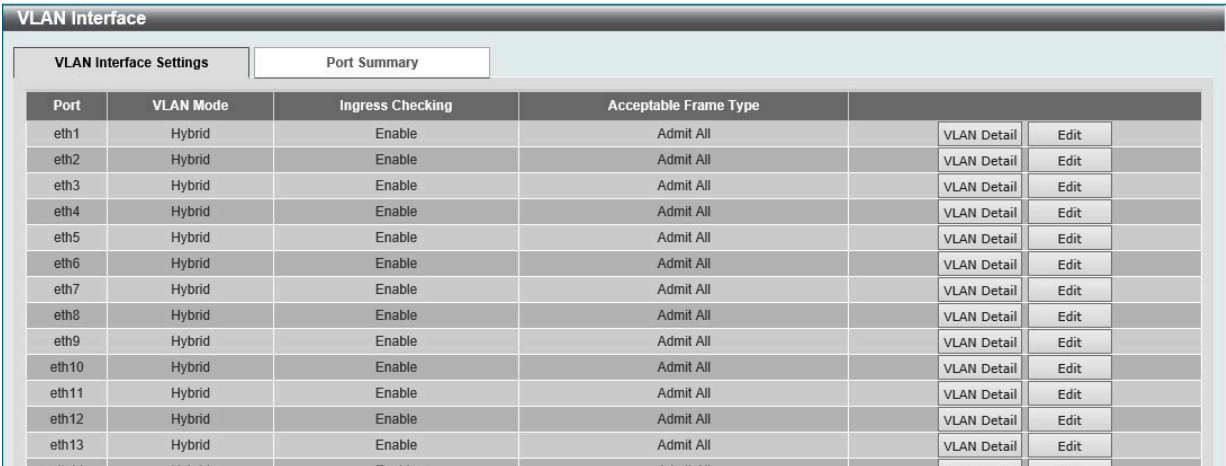 VLAN Interface
VLAN Interface Settings Port Summary
Port VLAN Mode Ingress Checking Acceptable Frame Type
eth1 Hybrid Enable Admit All VLAN Detail Edit
eth2 Hybrid Enable Admit All VLAN Detail Edit
eth3 Hybrid Enable Admit All VLAN Detail Edit
eth4 Hybrid Enable Admit All VLAN Detail Edit
eth5 Hybrid Enable Admit All VLAN Detail Edit
eth6 Hybrid Enable Admit All VLAN Detail Edit
eth7 Hybrid Enable Admit All VLAN Detail Edit
eth8 Hybrid Enable Admit All VLAN Detail Edit
eth9 Hybrid Enable Admit All VLAN Detail Edit
eth10 Hybrid Enable Admit All VLAN Detail Edit
eth11 Hybrid Enable Admit All VLAN Detail Edit
eth12 Hybrid Enable Admit All VLAN Detail Edit
eth13 Hybrid Enable Admit All VLAN Detail Edit